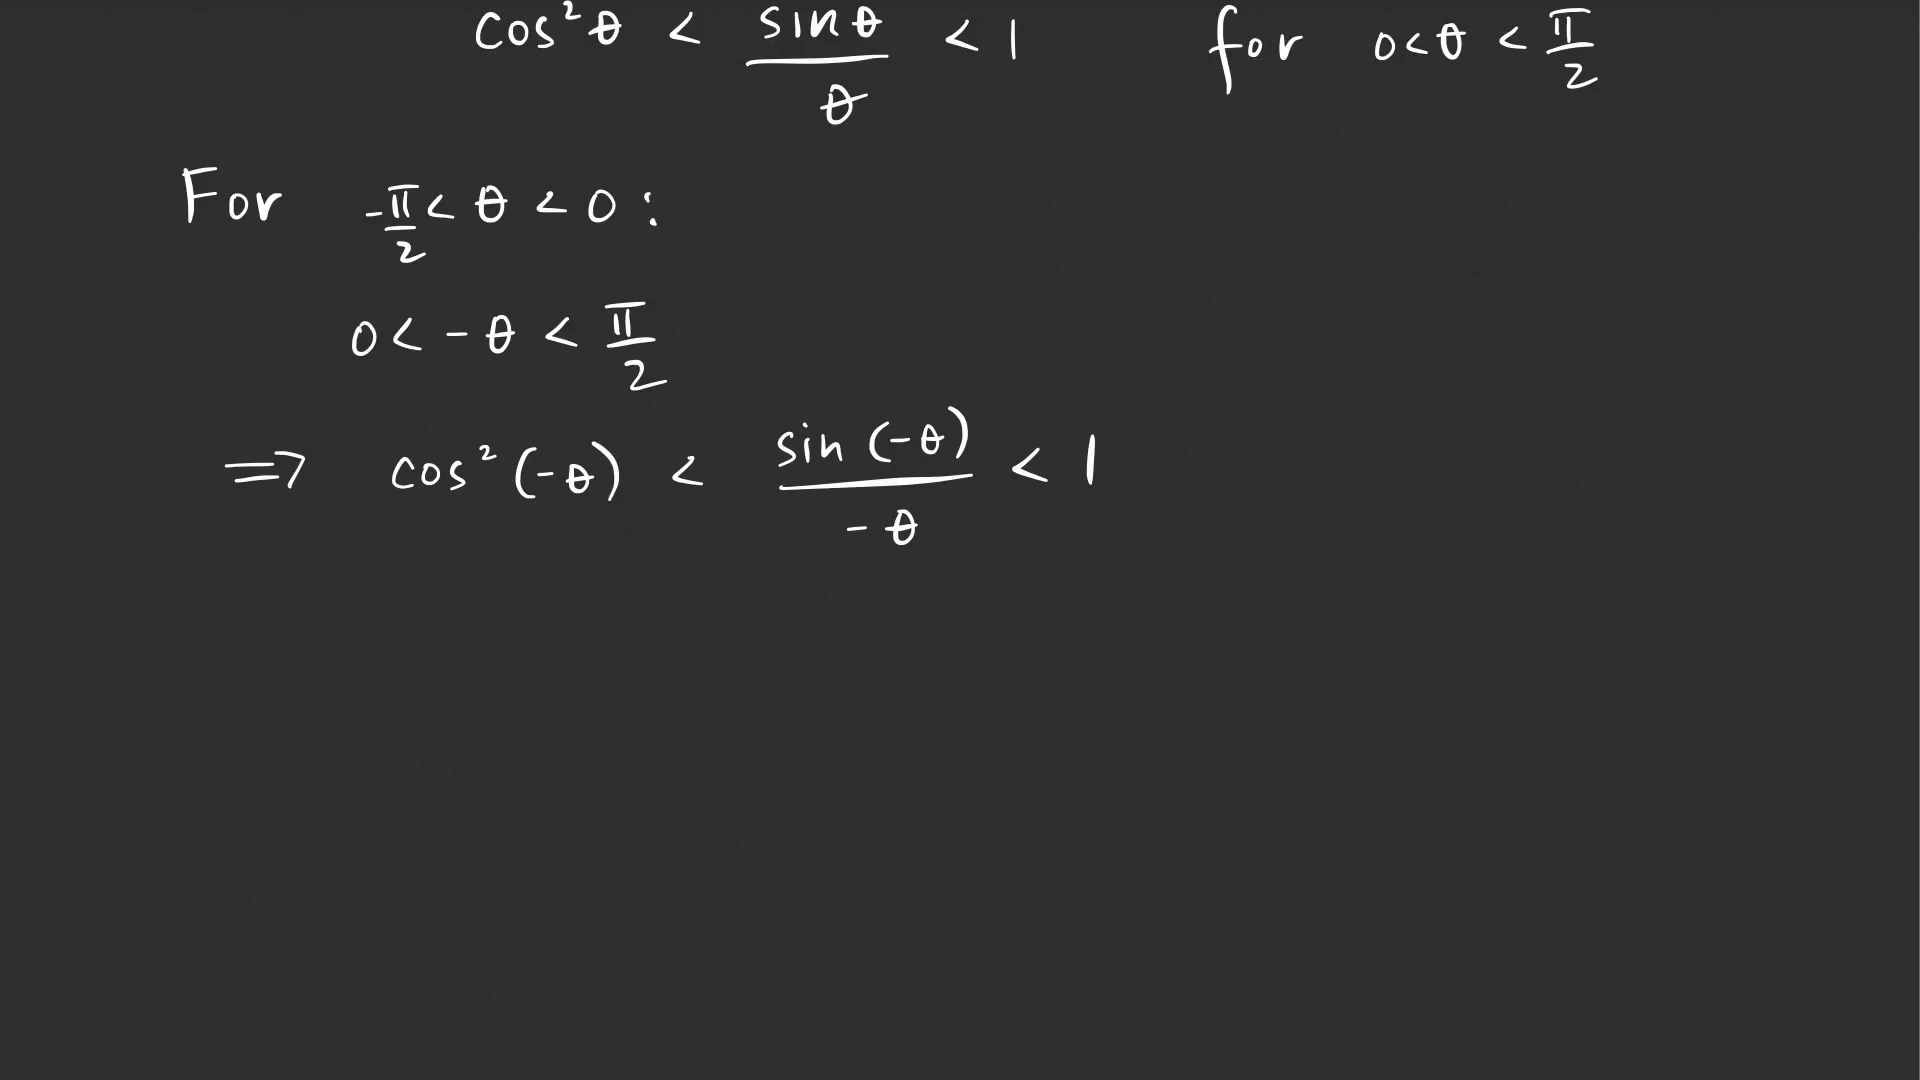 cos²θ < sinθ/θ < 1 for 0<θ<π/2
For -π/2 < θ < 0 :
0 < -θ < π/2
⇒ cos²(-θ) < sin(-θ)/-θ < 1